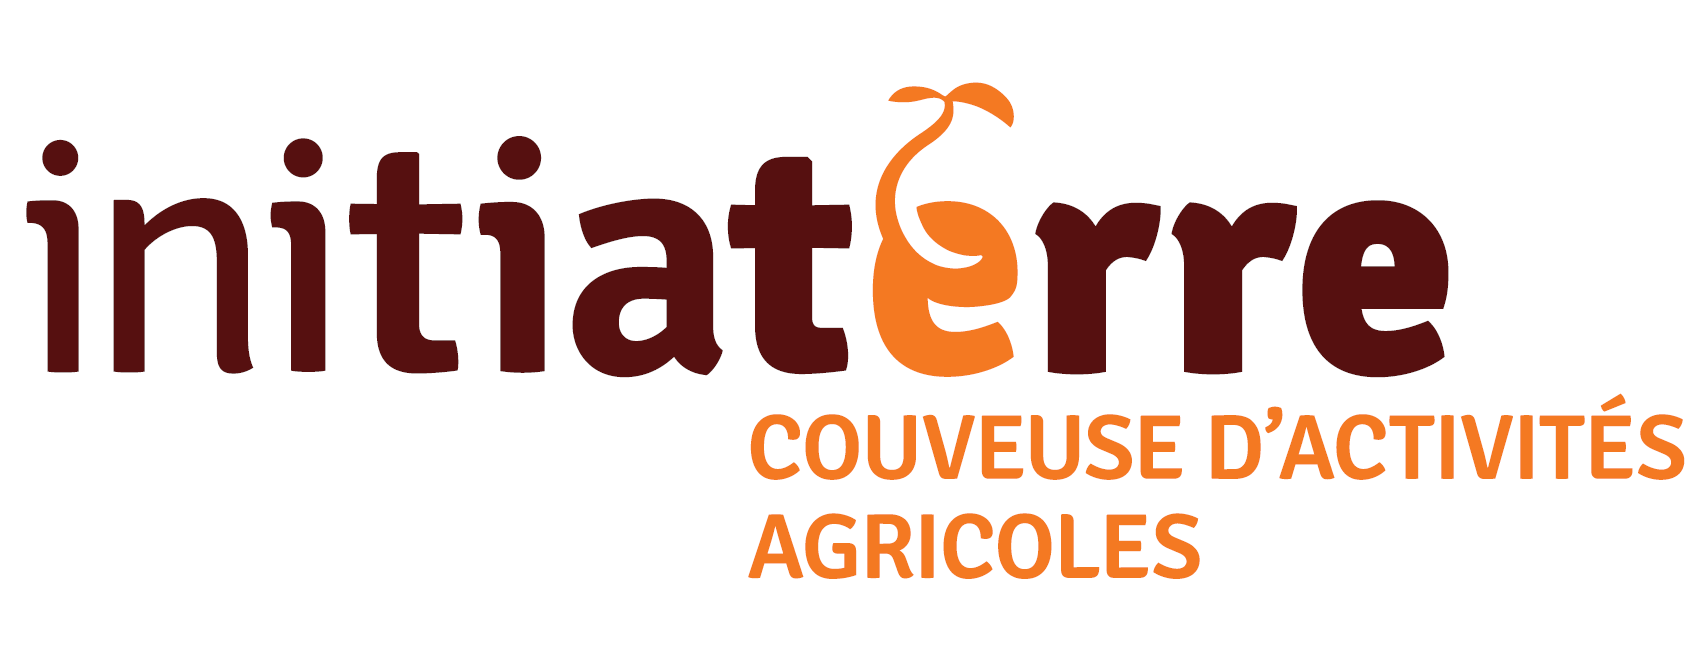 initiaterre
COUVEUSE D’ACTIVITÉS
AGRICOLES